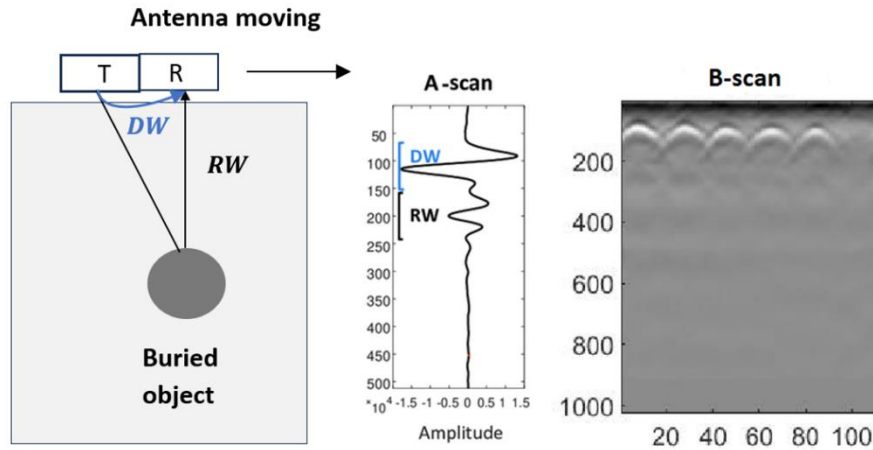 Antenna moving
T R
DW
RW
Buried
object
A-scan
50
100
150
200
250
300
350
400
450
500
DW
RW
×10⁴ -1.5 -1 -0.5 0 0.5 1 1.5
Amplitude
B-scan
200
400
600
800
1000
20 40 60 80 100